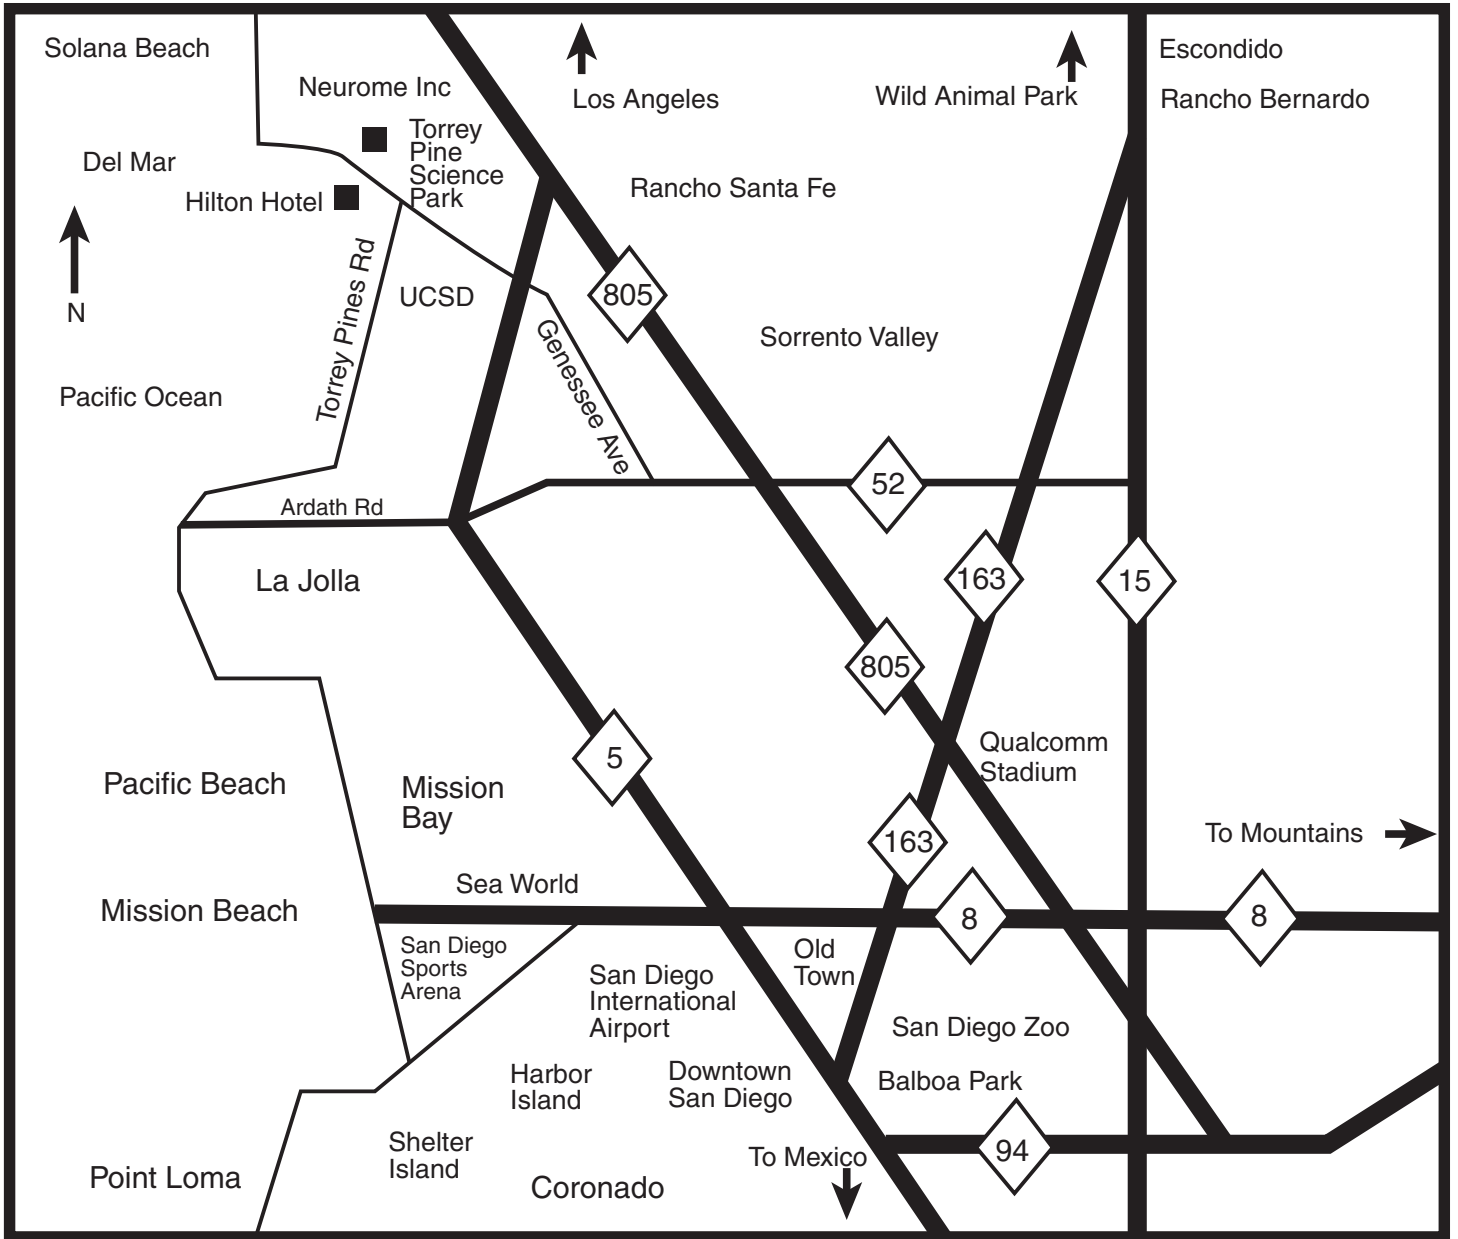 Solana Beach
Escondido
Neurome Inc
Los Angeles
Wild Animal Park
Rancho Bernardo
Torrey
Pine
Science
Park
Del Mar
Hilton Hotel
Rancho Santa Fe
N
Torrey Pines Rd
UCSD
805
Genessee Ave
Sorrento Valley
Pacific Ocean
52
Ardath Rd
La Jolla
163
15
805
5
Qualcomm
Stadium
Pacific Beach
Mission
Bay
163
To Mountains
Sea World
Mission Beach
8
8
San Diego
Sports
Arena
Old
Town
San Diego
International
Airport
San Diego Zoo
Harbor
Island
Downtown
San Diego
Balboa Park
Shelter
Island
To Mexico
94
Point Loma
Coronado